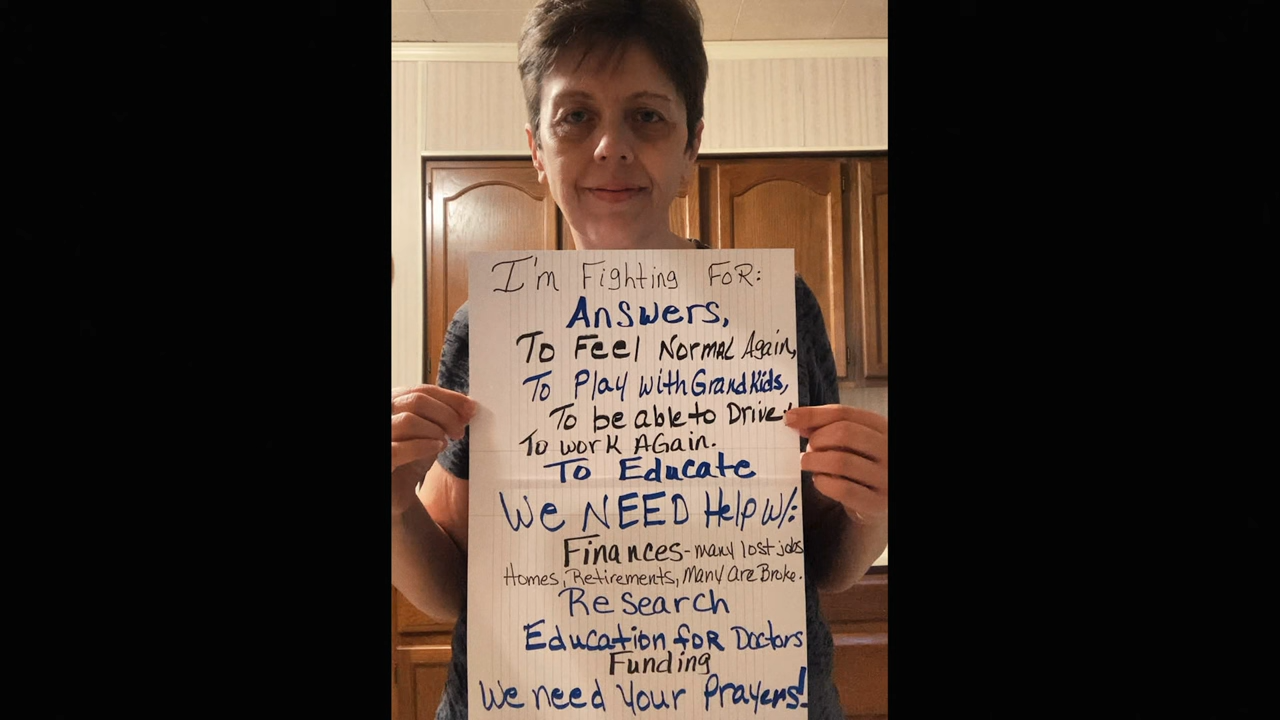 I'm Fighting FoR:
Answers,
To Feel Normal Again,
To Play with Grandkids,
To be able to Drive!
To work AGain.
To Educate
We NEED Help w/:
Finances-many lost jobs
Homes, Retirements, Many Are Broke.
Research
Education foR Doctors
Funding
We need Your Prayers!